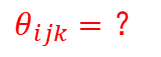 θ_{ijk} = ?